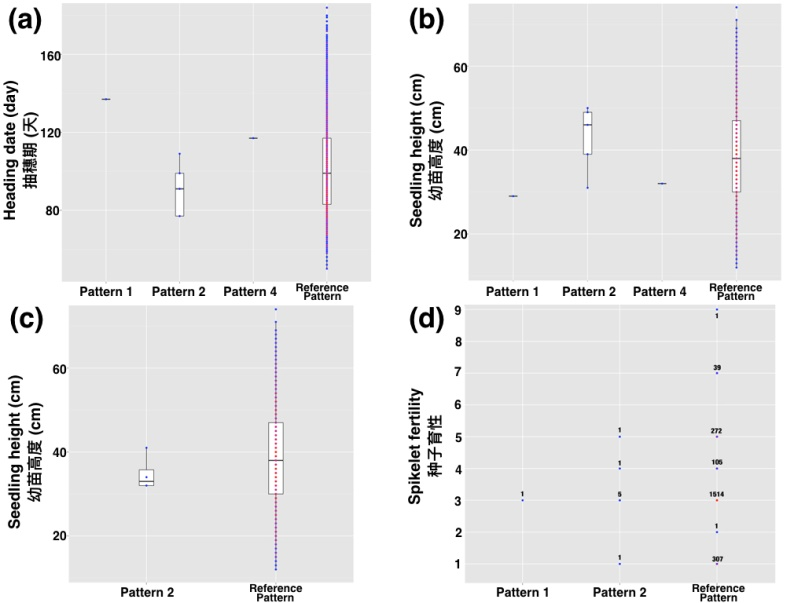 (a)
Heading date (day)
抽穗期 (天)
160
120
80
Pattern 1
Pattern 2
Pattern 4
Reference
Pattern
(b)
Seedling height (cm)
幼苗高度 (cm)
60
40
20
Pattern 1
Pattern 2
Pattern 4
Reference
Pattern
(c)
Seedling height (cm)
幼苗高度 (cm)
60
40
20
Pattern 2
Reference
Pattern
(d)
Spikelet fertility
种子育性
9
8
7
6
5
4
3
2
1
1
1
1
5
1
1
39
272
105
1514
1
307
Pattern 1
Pattern 2
Reference
Pattern